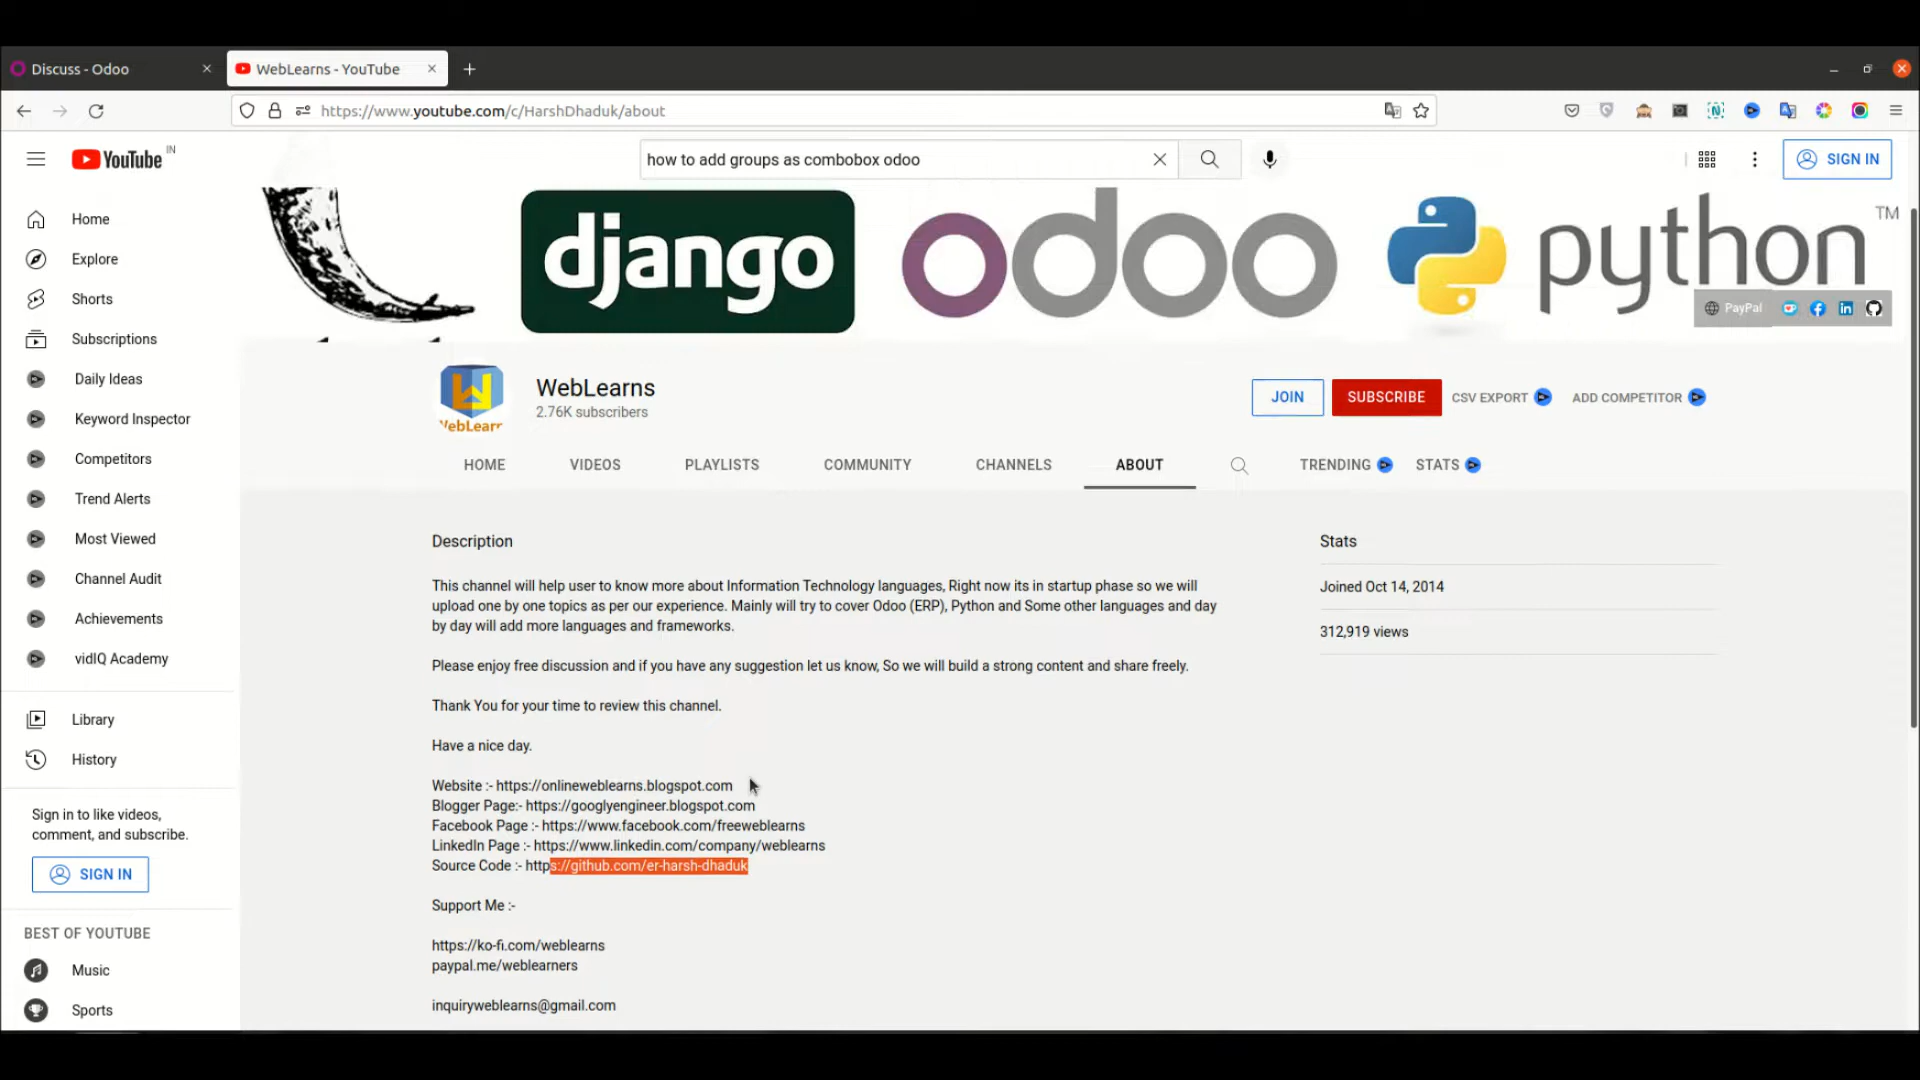 Discuss - Odoo
WebLearns - YouTube
https://www.youtube.com/c/HarshDhaduk/about
YouTube IN
how to add groups as combobox odoo
SIGN IN
Home
Explore
Shorts
Subscriptions
Daily Ideas
Keyword Inspector
Competitors
Trend Alerts
Most Viewed
Channel Audit
Achievements
vidIQ Academy
Library
History
Sign in to like videos,
comment, and subscribe.
SIGN IN
BEST OF YOUTUBE
Music
Sports
django
odoo
python TM
PayPal
WebLearns
2.76K subscribers
JOIN
SUBSCRIBE
CSV EXPORT
ADD COMPETITOR
HOME
VIDEOS
PLAYLISTS
COMMUNITY
CHANNELS
ABOUT
TRENDING
STATS
Description
This channel will help user to know more about Information Technology languages, Right now its in startup phase so we will
upload one by one topics as per our experience. Mainly will try to cover Odoo (ERP), Python and Some other languages and day
by day will add more languages and frameworks.
Please enjoy free discussion and if you have any suggestion let us know, So we will build a strong content and share freely.
Thank You for your time to review this channel.
Have a nice day.
Website :- https://onlineweblearns.blogspot.com
Blogger Page:- https://googlyengineer.blogspot.com
Facebook Page :- https://www.facebook.com/freeweblearns
LinkedIn Page :- https://www.linkedin.com/company/weblearns
Source Code :- https://github.com/er-harsh-dhaduk
Support Me :-
https://ko-fi.com/weblearns
paypal.me/weblearners
inquiryweblearns@gmail.com
Stats
Joined Oct 14, 2014
312,919 views